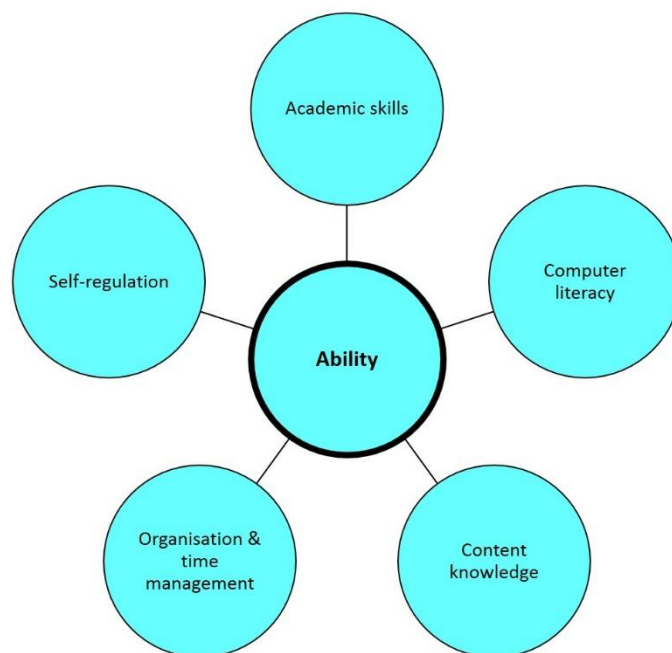 Academic skills
Self-regulation
Computer
literacy
Ability
Organisation &
time
management
Content
knowledge